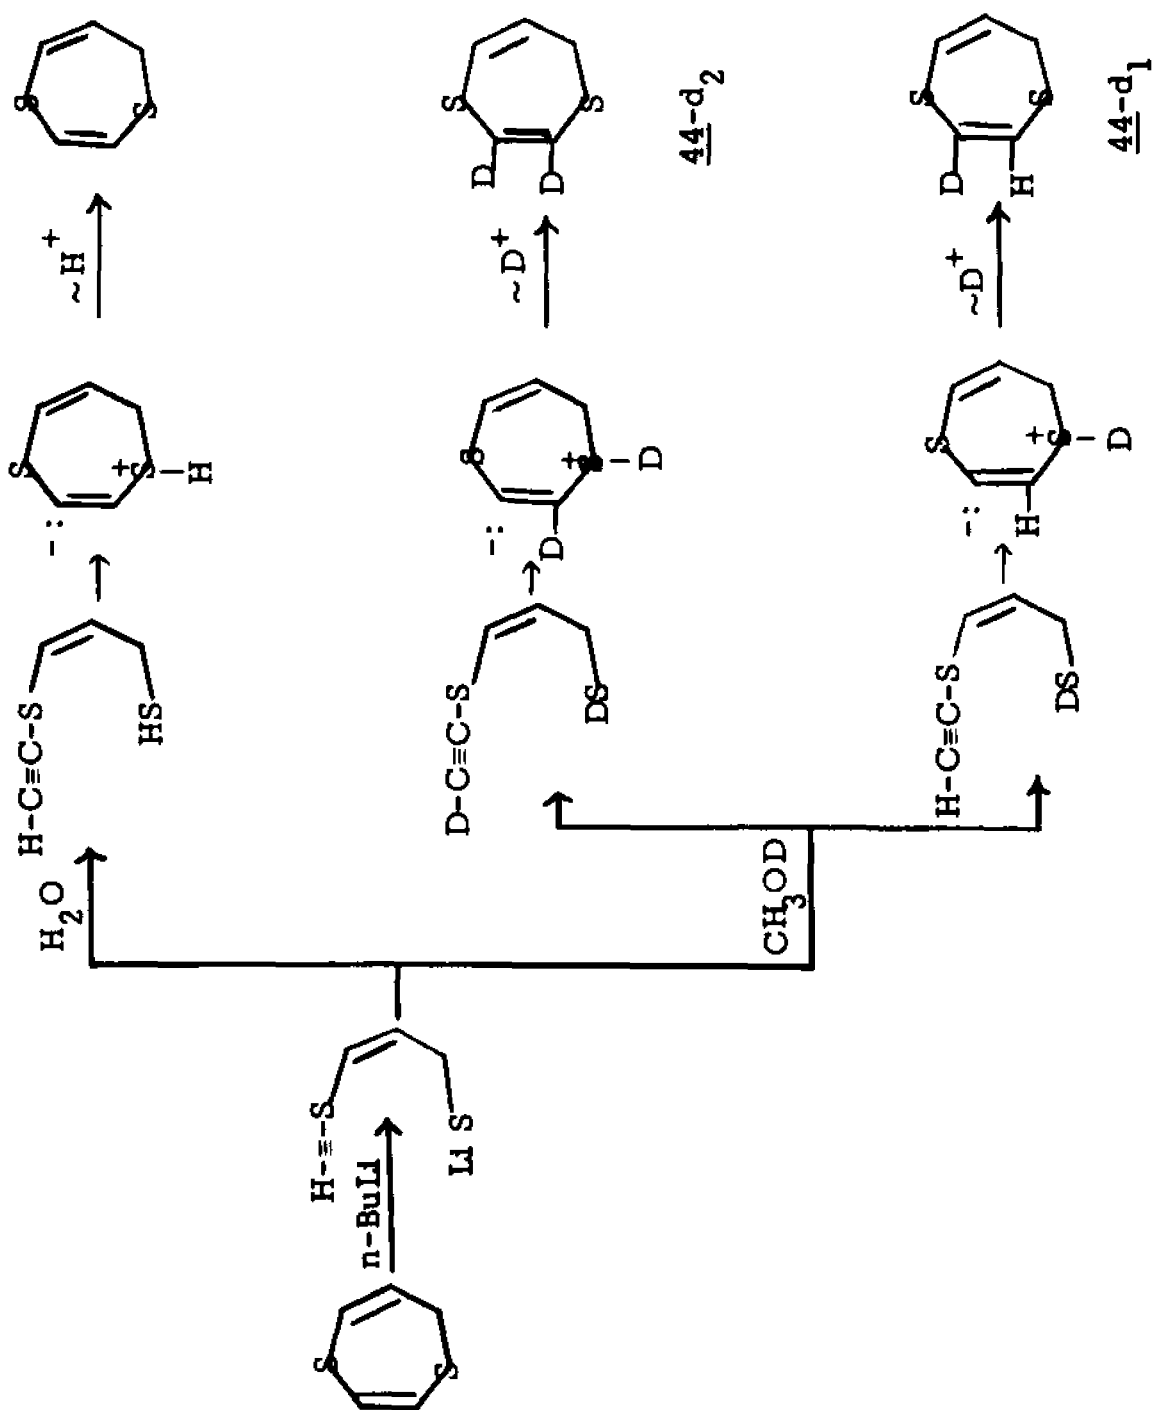 S
S
n-BuLi
H-≡-S
Li S
H₂O
CH₃OD
H-C≡C-S
HS
D-C≡C-S
DS
H-C≡C-S
DS
S
-:
+
S-H
S
-:
D
+
S-D
S
-:
H
+
S-D
~H⁺
~D⁺
~D⁺
S
S
D
D
S
S
44-d₂
D
H
S
S
44-d₁